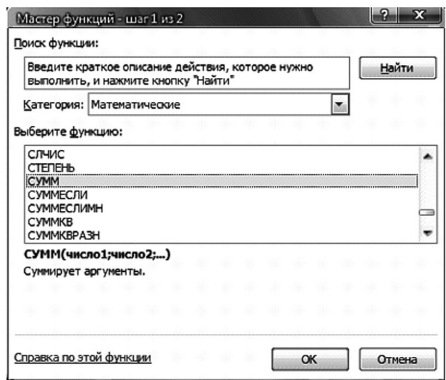 Мастер функций - шаг 1 из 2
Поиск функции:
Введите краткое описание действия, которое нужно
выполнить, и нажмите кнопку "Найти"
Найти
Категория: Математические
Выберите функцию:
СЛЧИС
СТЕПЕНЬ
СУММ
СУММЕСЛИ
СУММЕСЛИМН
СУММКВ
СУММКВРАЗН
СУММ(число1;число2;...)
Суммирует аргументы.
Справка по этой функции
ОК
Отмена